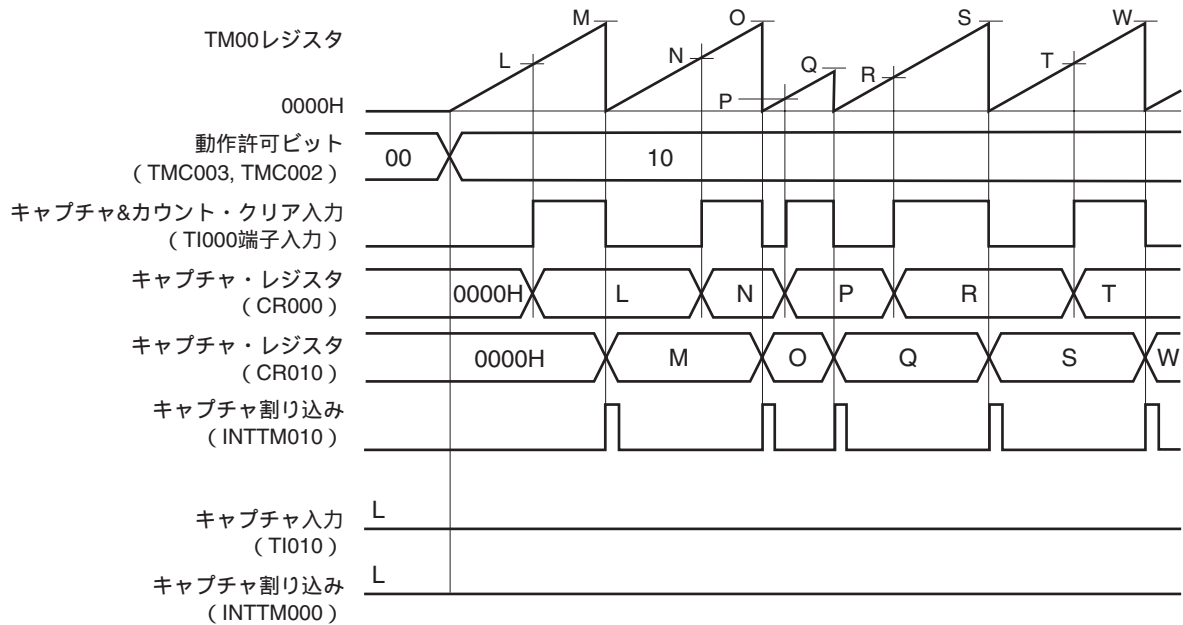 M O S W
L N Q R T
P
TM00レジスタ
0000H
動作許可ビット
(TMC003, TMC002)
00 10
キャプチャ&カウント・クリア入力
(TI000端子入力)
キャプチャ・レジスタ
(CR000)
0000H L N P R T
キャプチャ・レジスタ
(CR010)
0000H M O Q S W
キャプチャ割り込み
(INTTM010)
キャプチャ入力
(TI010)
L
キャプチャ割り込み
(INTTM000)
L